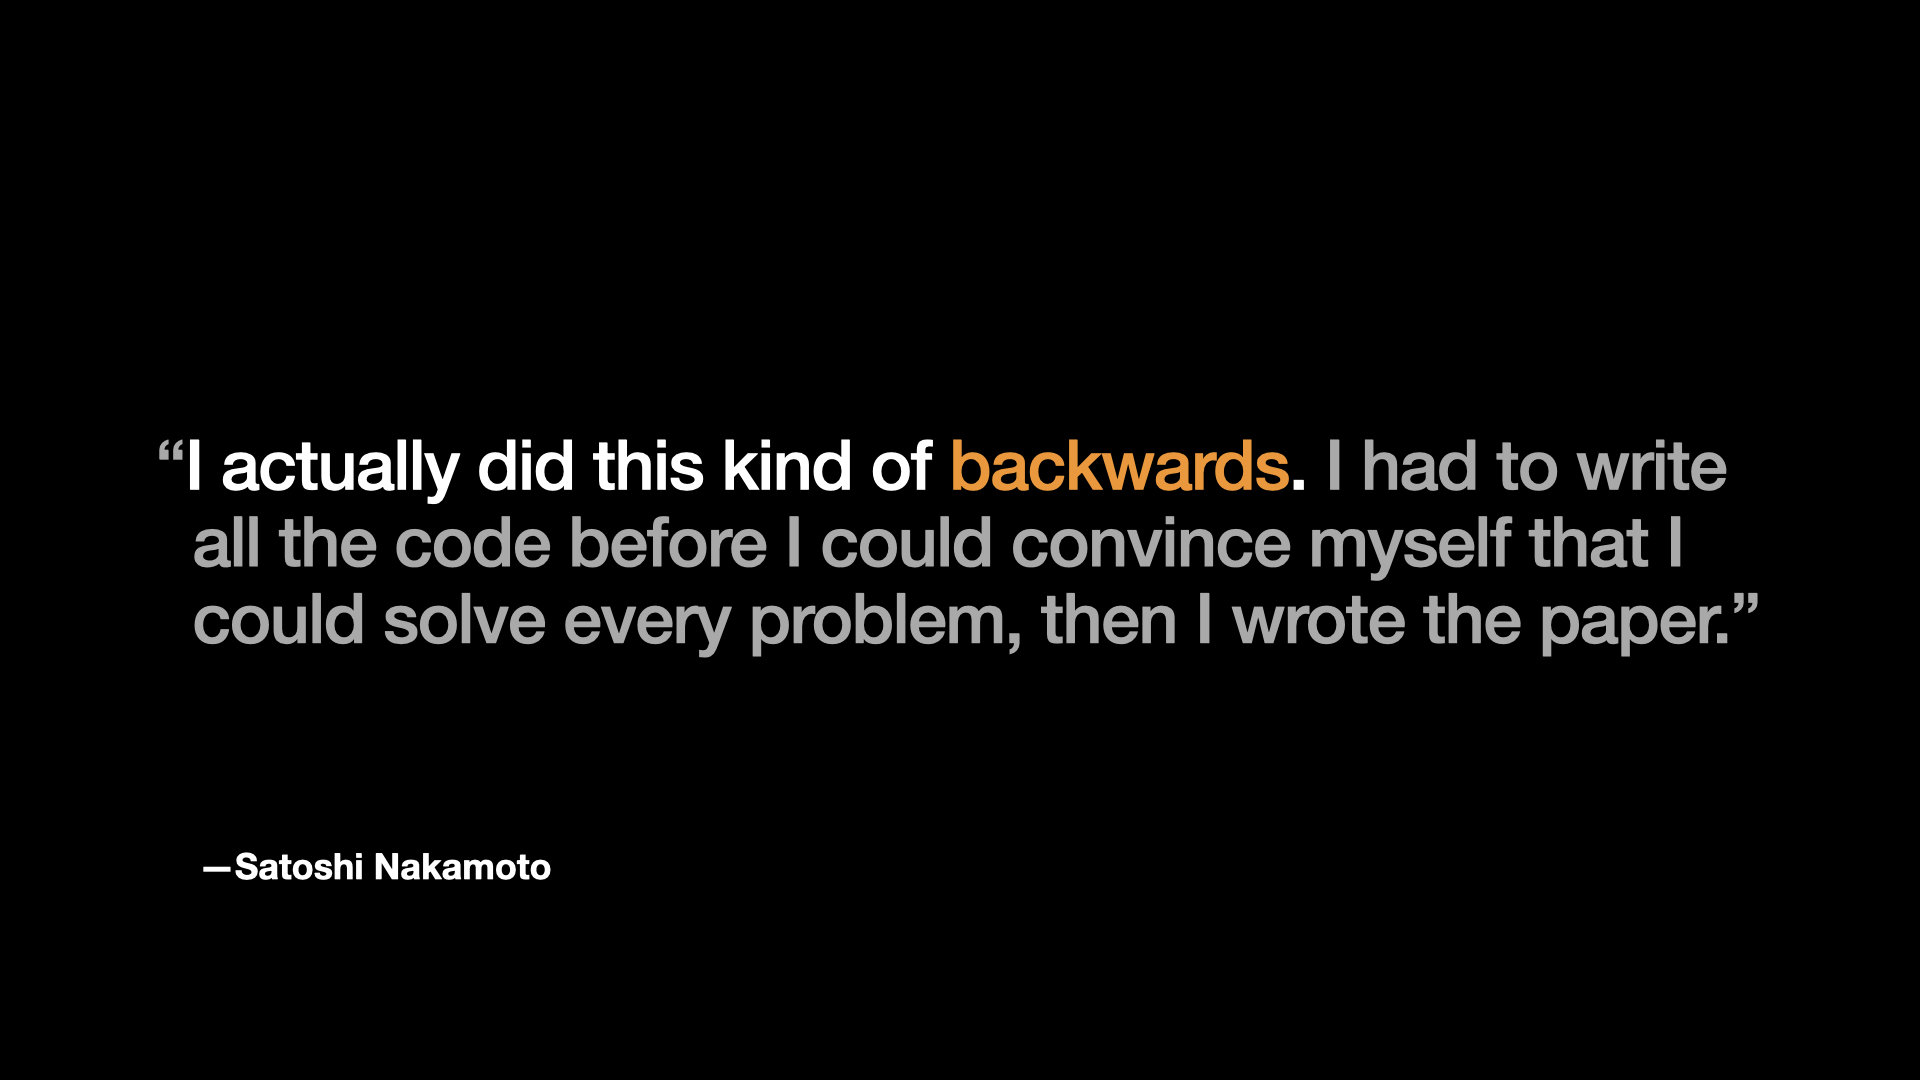 “I actually did this kind of backwards. I had to write
all the code before I could convince myself that I
could solve every problem, then I wrote the paper.”
—Satoshi Nakamoto